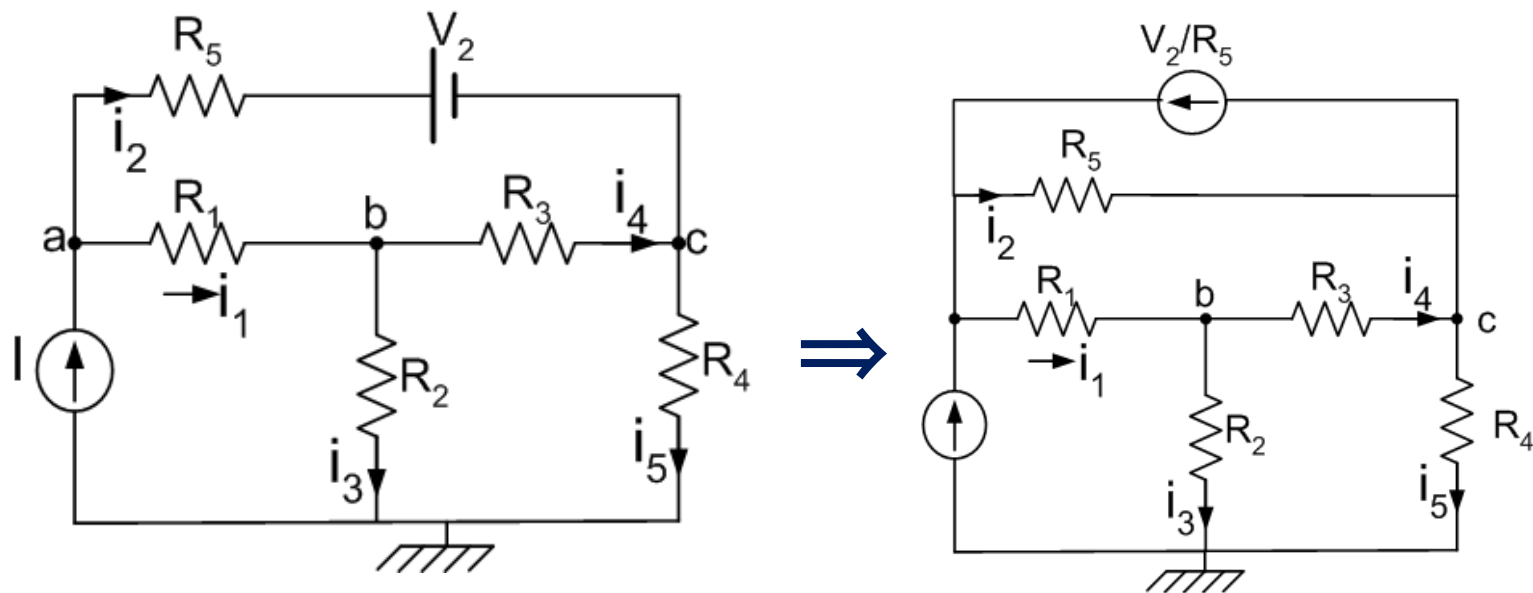 R₅
V₂
i₂
R₁
b
R₃
i₄
a
c
i₁
I
R₂
R₄
i₃
i₅
V₂/R₅
R₅
i₂
R₁
b
R₃
i₄
c
i₁
R₂
R₄
i₃
i₅